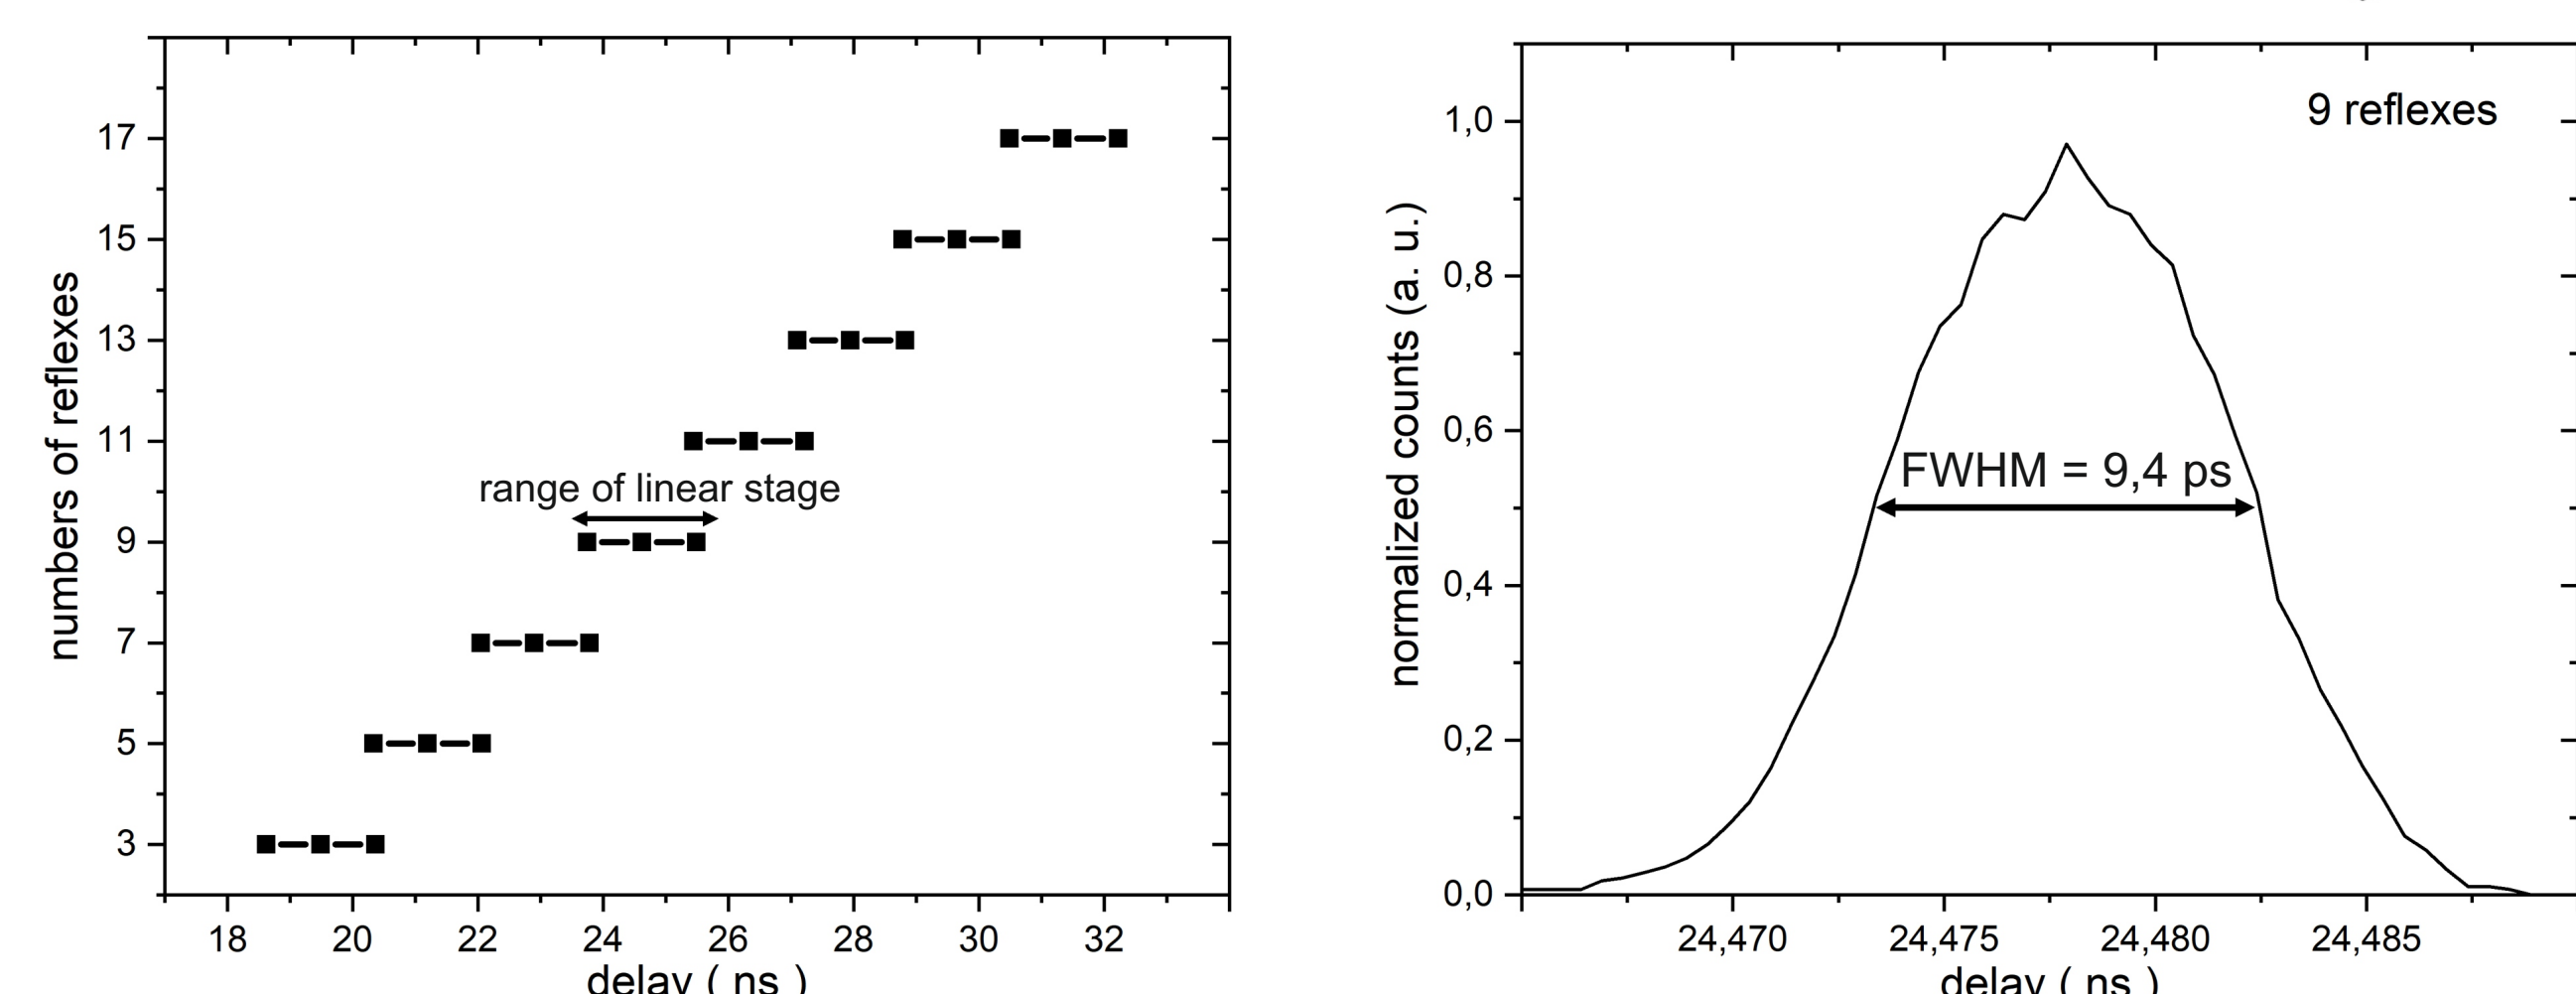 numbers of reflexes
17
15
13
11
9
7
5
3
range of linear stage
18 20 22 24 26 28 30 32
delay ( ns )
normalized counts (a. u.)
1,0
0,8
0,6
0,4
0,2
0,0
9 reflexes
FWHM = 9,4 ps
24,470 24,475 24,480 24,485
delay ( ns )